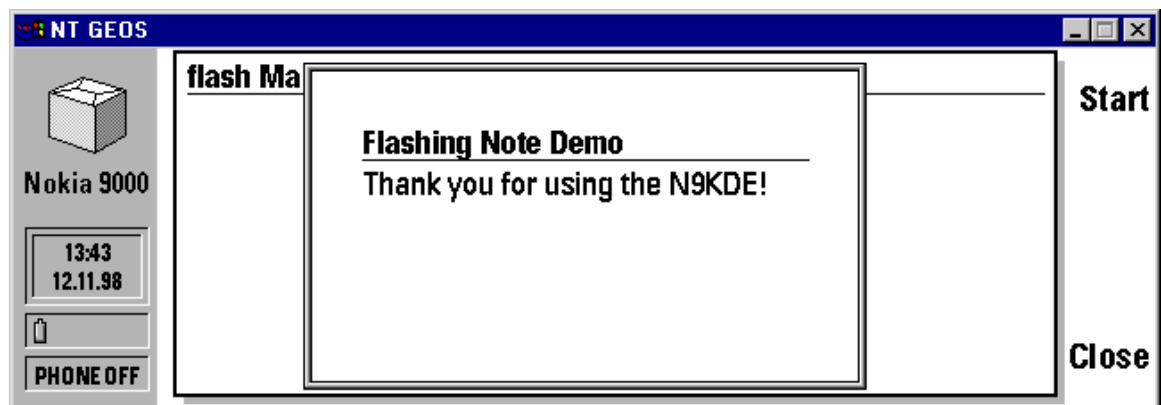 NT GEOS
Nokia 9000
13:43
12.11.98
PHONE OFF
flash Ma
Flashing Note Demo
Thank you for using the N9KDE!
Start
Close